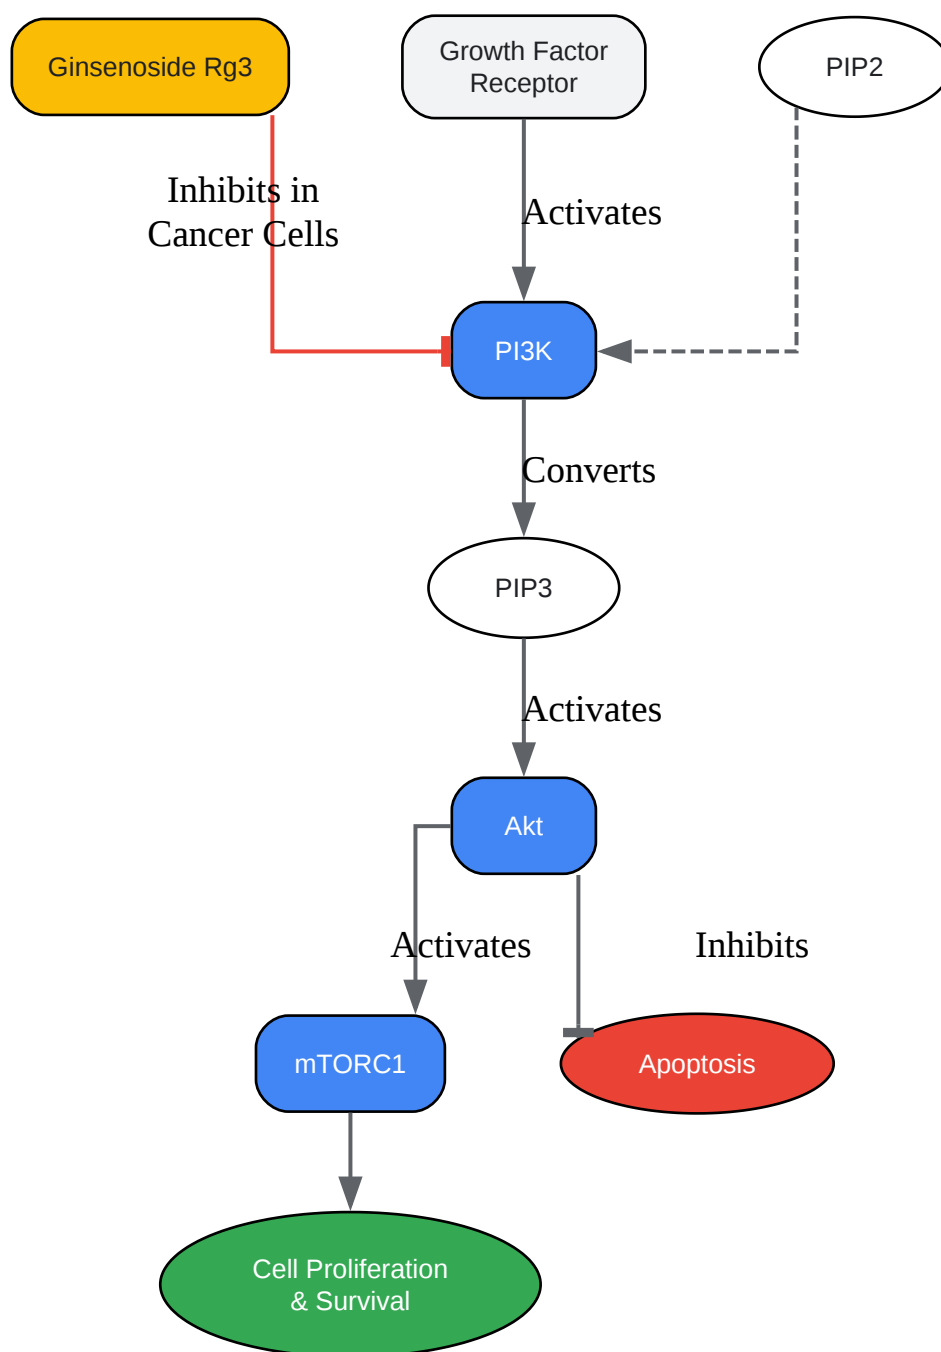 Ginsenoside Rg3
Growth Factor
Receptor
PIP2
Inhibits in
Cancer Cells
Activates
PI3K
Converts
PIP3
Activates
Akt
Activates
Inhibits
mTORC1
Apoptosis
Cell Proliferation
& Survival